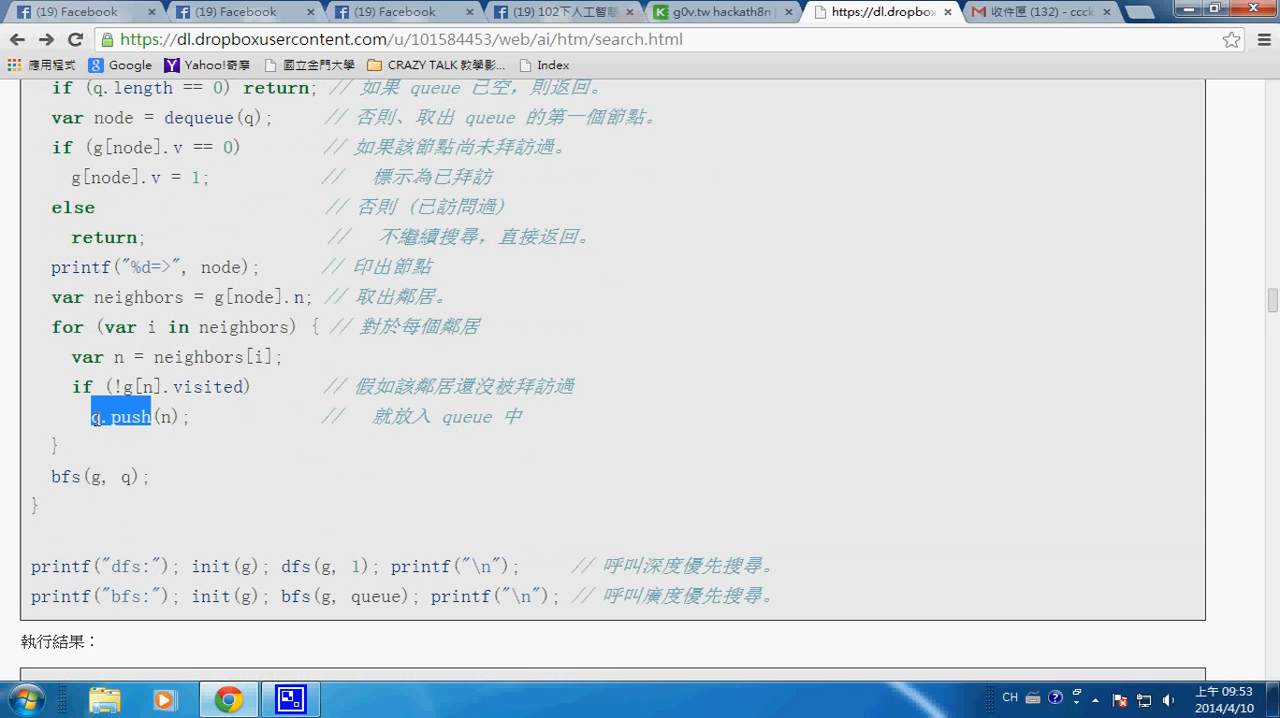 (19) Facebook
(19) Facebook
(19) Facebook
(19) 102下人工智慧
g0v.tw hackath8n
https://dl.dropbox
收件匣 (132) - ccck
https://dl.dropboxusercontent.com/u/101584453/web/ai/htm/search.html
應用程式 Google Yahoo!奇摩 國立金門大學 CRAZY TALK 教學影... Index
if (q.length == 0) return; // 如果 queue 已空，則返回。
var node = dequeue(q); // 否則、取出 queue 的第一個節點。
if (g[node].v == 0) // 如果該節點尚未拜訪過。
g[node].v = 1; // 標示為已拜訪
else // 否則 (已訪問過)
return; // 不繼續搜尋，直接返回。
printf("%d=>", node); // 印出節點
var neighbors = g[node].n; // 取出鄰居。
for (var i in neighbors) { // 對於每個鄰居
var n = neighbors[i];
if (!g[n].visited) // 假如該鄰居還沒被拜訪過
q.push(n); // 就放入 queue 中
}
bfs(g, q);
}
printf("dfs:"); init(g); dfs(g, 1); printf("\n"); // 呼叫深度優先搜尋。
printf("bfs:"); init(g); bfs(g, queue); printf("\n"); // 呼叫廣度優先搜尋。
執行結果：
CH
上午 09:53
2014/4/10